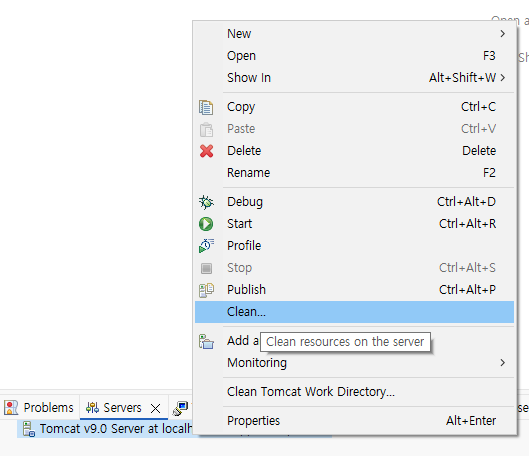 Open a
New
Open F3
Sh
Show In Alt+Shift+W
Copy Ctrl+C
Paste Ctrl+V
Delete Delete
Rename F2
Debug Ctrl+Alt+D
Start Ctrl+Alt+R
Profile
Stop Ctrl+Alt+S
Publish Ctrl+Alt+P
Clean...
Add a
Clean resources on the server
Monitoring
Clean Tomcat Work Directory...
Properties Alt+Enter
Problems Servers se
Tomcat v9.0 Server at localh